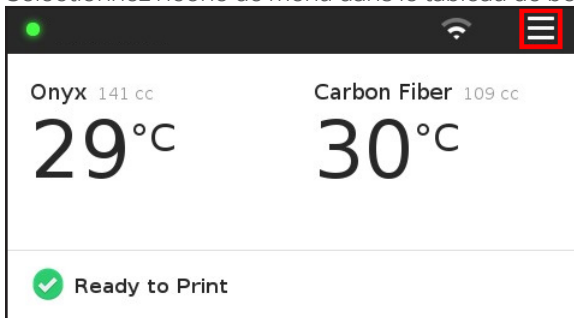 Onyx 141 cc
Carbon Fiber 109 cc
29°C
30°C
Ready to Print